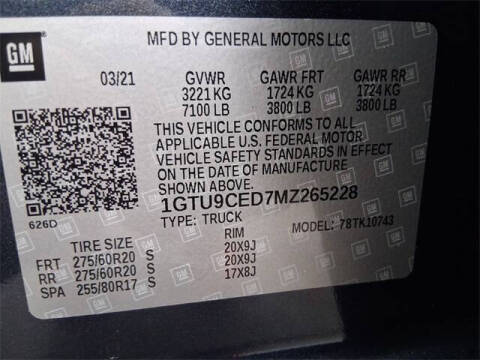 GM
MFD BY GENERAL MOTORS LLC
03/21 GVWR GAWR FRT GAWR RR
3221 KG 1724 KG 1724 KG
7100 LB 3800 LB 3800 LB
THIS VEHICLE CONFORMS TO ALL
APPLICABLE U.S. FEDERAL MOTOR
VEHICLE SAFETY STANDARDS IN EFFECT
ON THE DATE OF MANUFACTURE
SHOWN ABOVE.
1GTU9CED7MZ265228
626D TYPE: TRUCK MODEL: 78TK10743
TIRE SIZE RIM
FRT 275/60R20 S 20X9J
RR 275/60R20 S 20X9J
SPA 255/80R17 S 17X8J